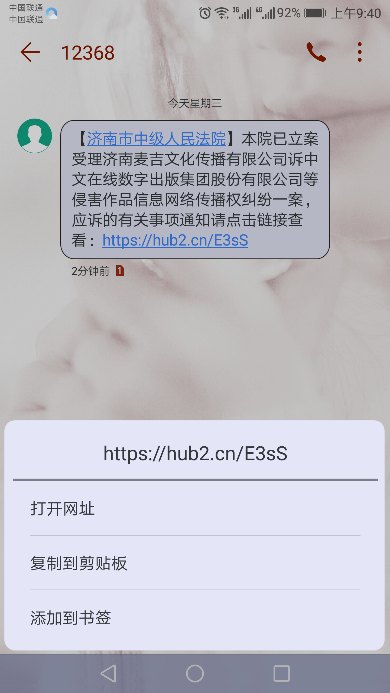 中国联通
中国联通
3G 4G 92% 上午9:40
12368
今天星期二
【济南市中级人民法院】本院已立案
受理济南麦吉文化传播有限公司诉中
文在线数字出版集团股份有限公司等
侵害作品信息网络传播权纠纷一案，
应诉的有关事项通知请点击链接查
看：https://hub2.cn/E3sS
2分钟前 1
https://hub2.cn/E3sS
打开网址
复制到剪贴板
添加到书签